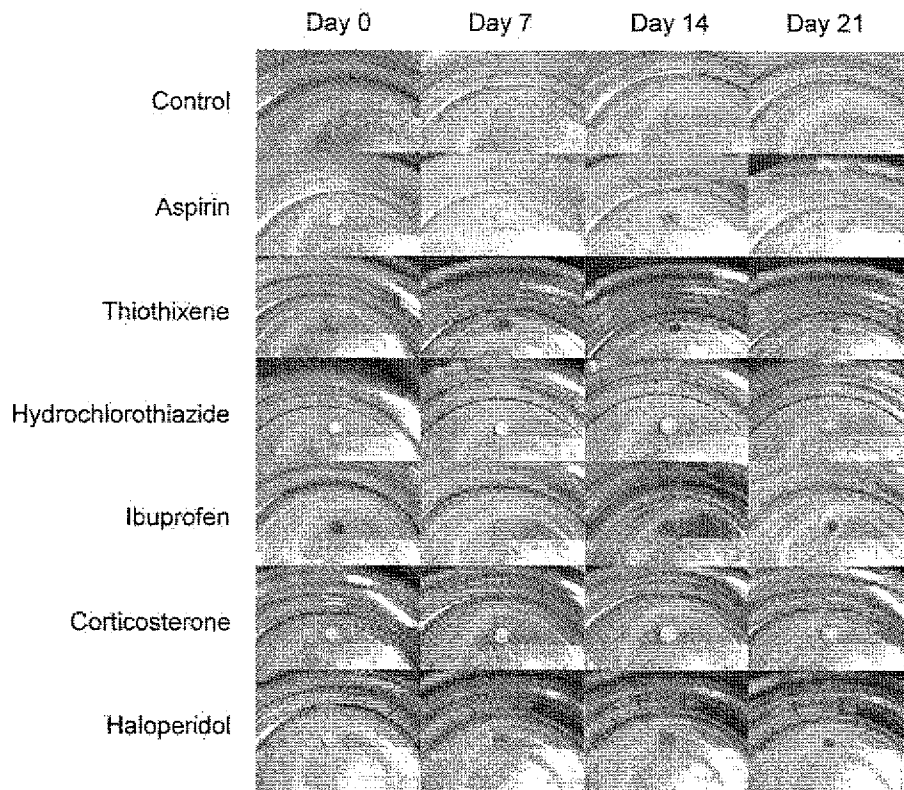 Day 0 Day 7 Day 14 Day 21
Control
Aspirin
Thiothixene
Hydrochlorothiazide
Ibuprofen
Corticosterone
Haloperidol